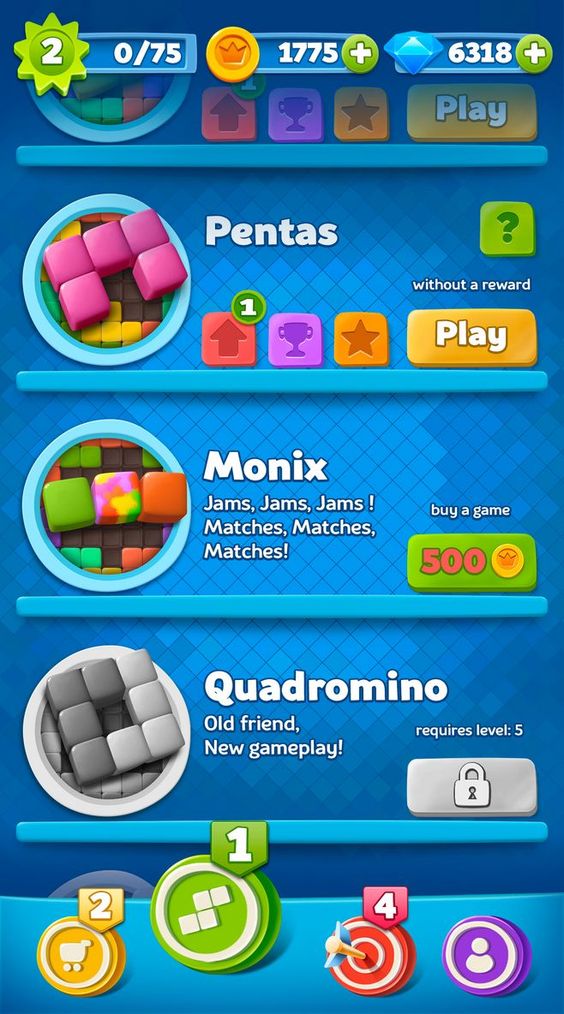 2
0/75
1775
6318
1
Play
Pentas
?
without a reward
1
Play
Monix
Jams, Jams, Jams !
Matches, Matches,
Matches!
buy a game
500
Quadromino
Old friend,
New gameplay!
requires level: 5
2
1
4